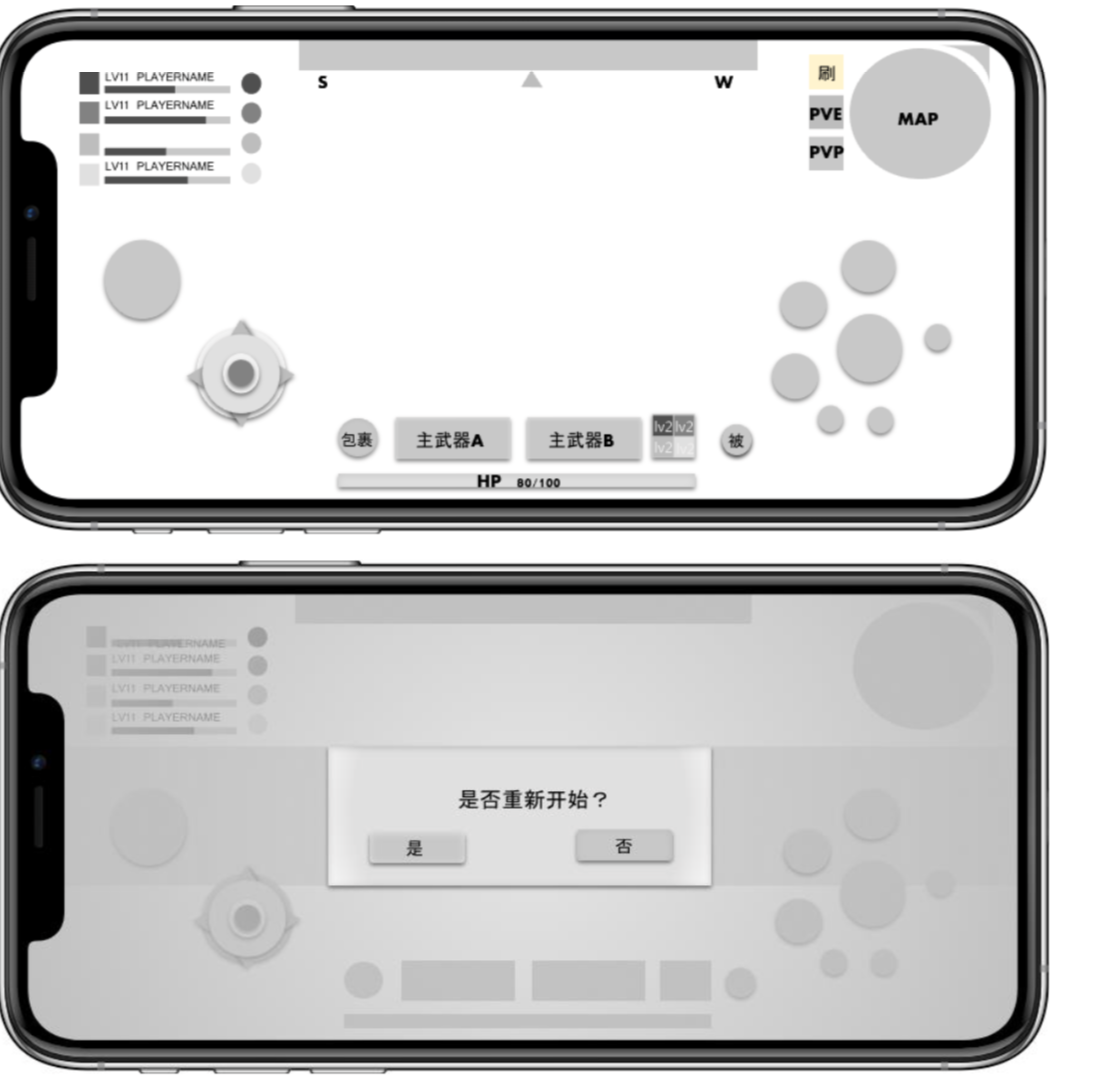 LV11 PLAYERNAME
LV11 PLAYERNAME
LV11 PLAYERNAME
S
W
刷
PVE
PVP
MAP
包裹
主武器A
主武器B
lv2 lv2
lv2 lv2
被
HP 80/100
LV11 PLAYERNAME
LV11 PLAYERNAME
LV11 PLAYERNAME
LV11 PLAYERNAME
是否重新开始？
是
否